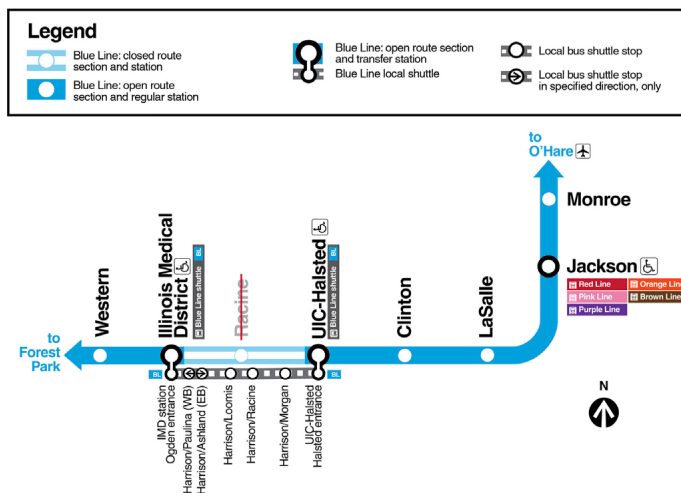 Legend
Blue Line: closed route
section and station
Blue Line: open route
section and regular station
Blue Line: open route section
and transfer station
Blue Line local shuttle
Local bus shuttle stop
Local bus shuttle stop
in specified direction, only
to
O'Hare
Monroe
Jackson
Red Line
Orange Line
Pink Line
Brown Line
Purple Line
to
Forest
Park
Western
Illinois Medical
District
Blue Line shuttle
BL
Racine
UIC-Halsted
Blue Line shuttle
BL
Clinton
LaSalle
BL
BL
IMD station
Ogden entrance
Harrison/Paulina (WB)
Harrison/Ashland (EB)
Harrison/Loomis
Harrison/Racine
Harrison/Morgan
UIC-Halsted
Halsted entrance
N